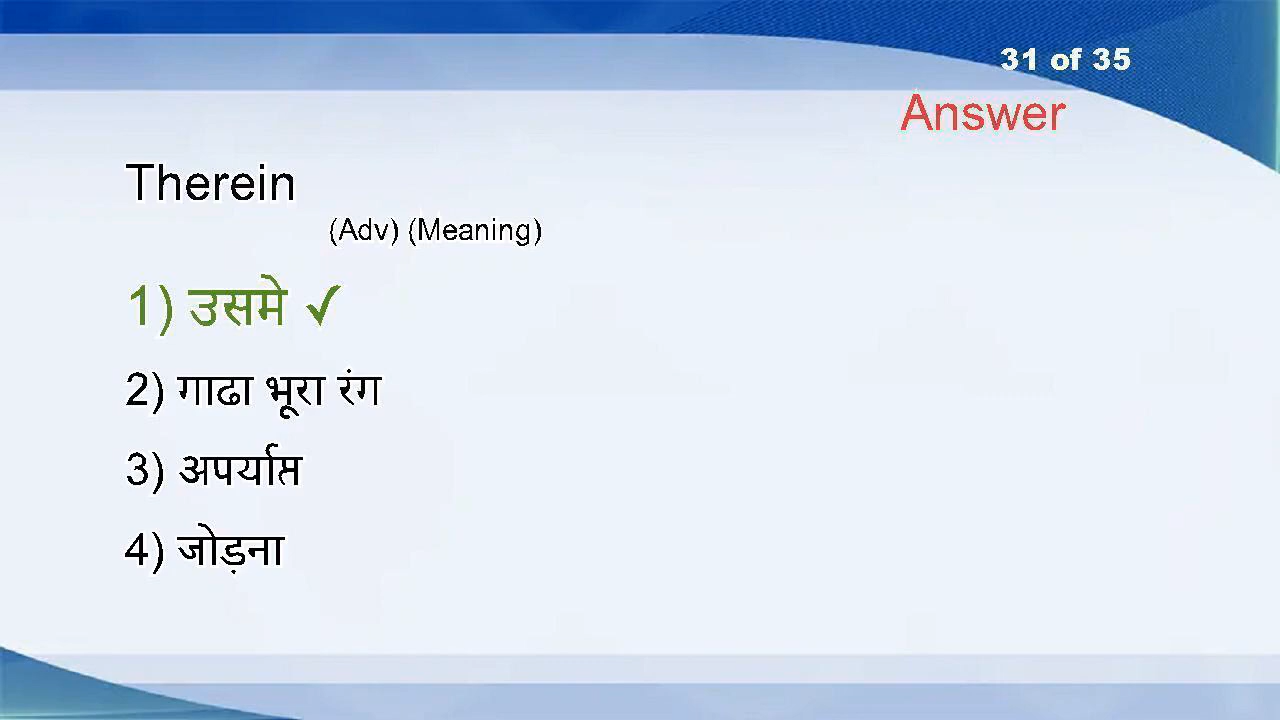 31 of 35
Answer
Therein
(Adv) (Meaning)
1) उसमे ✓
2) गाढा भूरा रंग
3) अपर्याप्त
4) जोड़ना